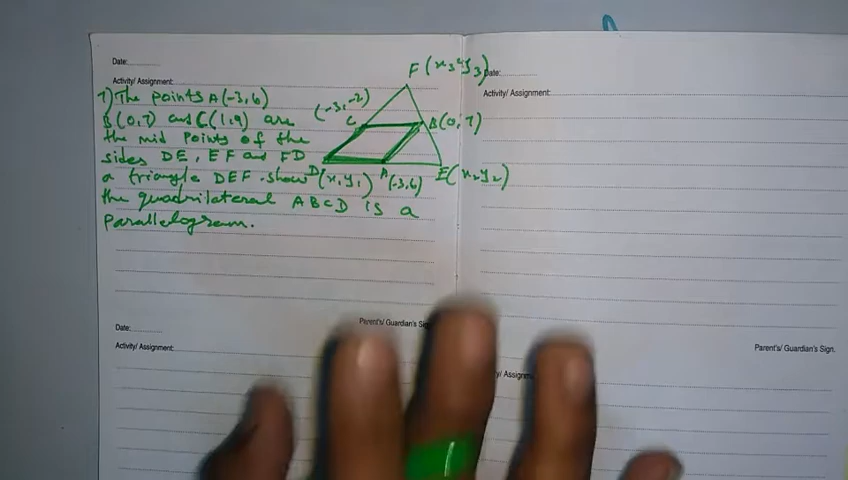 Date:
Activity/ Assignment:
1) The points A(-3,6)
B(0,7) and C(1,9) are
the mid points of the
sides DE, EF and FD
a triangle DEF. show
the quadrilateral ABCD is a
parallelogram.
F(x₃ y₃)
(-3,-2)
C
B(0,7)
D(x, y₁)
A
(-3,6)
E(x₂ y₂)
Date:
Activity/ Assignment:
Parent's/ Guardian's Sign.
Date:
Activity/ Assignment:
Parent's/ Guardian's Sign.